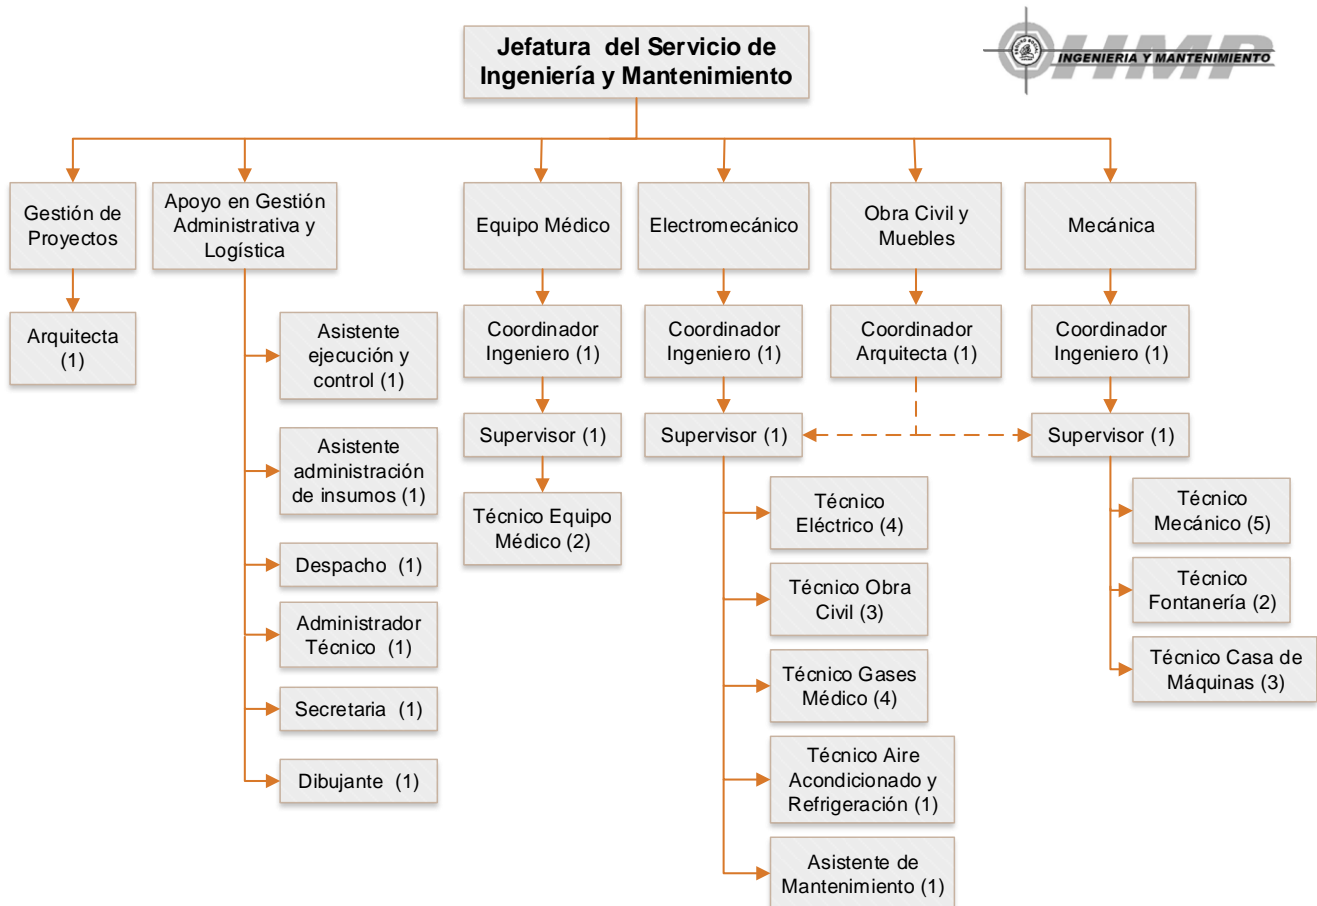 Jefatura del Servicio de
Ingeniería y Mantenimiento
HMP
INGENIERIA Y MANTENIMIENTO
Gestión de
Proyectos
Apoyo en Gestión
Administrativa y
Logística
Equipo Médico
Electromecánico
Obra Civil y
Muebles
Mecánica
Arquitecta
(1)
Asistente
ejecución y
control (1)
Asistente
administración
de insumos (1)
Despacho (1)
Administrador
Técnico (1)
Secretaria (1)
Dibujante (1)
Coordinador
Ingeniero (1)
Supervisor (1)
Técnico Equipo
Médico (2)
Coordinador
Ingeniero (1)
Supervisor (1)
Técnico
Eléctrico (4)
Técnico Obra
Civil (3)
Técnico Gases
Médico (4)
Técnico Aire
Acondicionado y
Refrigeración (1)
Asistente de
Mantenimiento (1)
Coordinador
Arquitecta (1)
Coordinador
Ingeniero (1)
Supervisor (1)
Técnico
Mecánico (5)
Técnico
Fontanería (2)
Técnico Casa de
Máquinas (3)